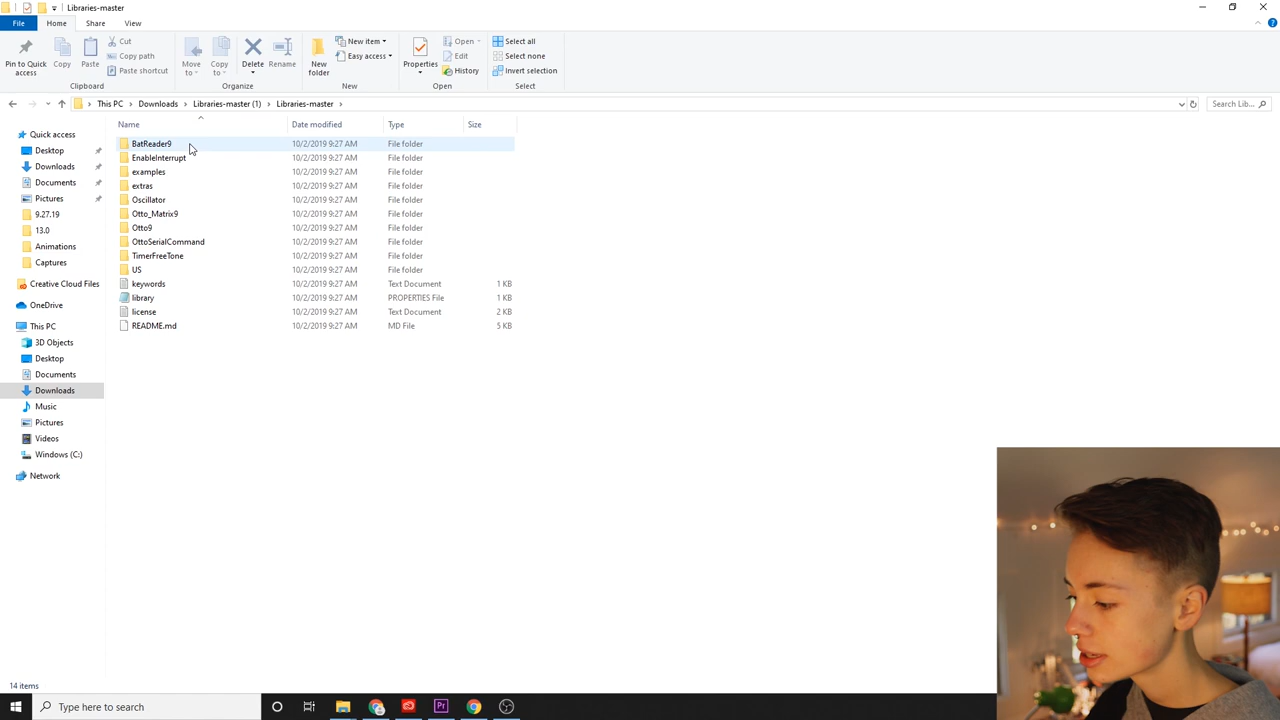 Libraries-master
File Home Share View
Pin to Quick access
Copy
Paste
Cut
Copy path
Paste shortcut
Clipboard
Move to
Copy to
Delete
Rename
Organize
New folder
New item
Easy access
New
Properties
Open
Edit
History
Open
Select all
Select none
Invert selection
Select
This PC > Downloads > Libraries-master (1) > Libraries-master >
Search Lib...
Name Date modified Type Size
Quick access
Desktop
Downloads
Documents
Pictures
9.27.19
13.0
Animations
Captures
Creative Cloud Files
OneDrive
This PC
3D Objects
Desktop
Documents
Downloads
Music
Pictures
Videos
Windows (C:)
Network
BatReader9 10/2/2019 9:27 AM File folder
EnableInterrupt 10/2/2019 9:27 AM File folder
examples 10/2/2019 9:27 AM File folder
extras 10/2/2019 9:27 AM File folder
Oscillator 10/2/2019 9:27 AM File folder
Otto_Matrix9 10/2/2019 9:27 AM File folder
Otto9 10/2/2019 9:27 AM File folder
OttoSerialCommand 10/2/2019 9:27 AM File folder
TimerFreeTone 10/2/2019 9:27 AM File folder
US 10/2/2019 9:27 AM File folder
keywords 10/2/2019 9:27 AM Text Document 1 KB
library 10/2/2019 9:27 AM PROPERTIES File 1 KB
license 10/2/2019 9:27 AM Text Document 2 KB
README.md 10/2/2019 9:27 AM MD File 5 KB
14 items
Type here to search
Pr